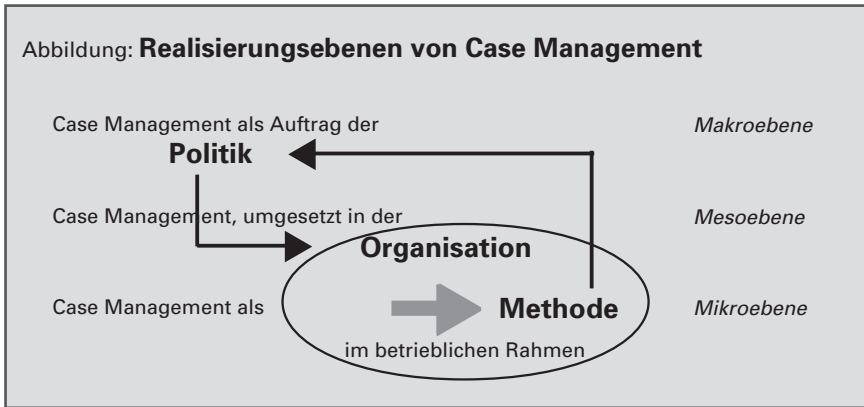 Abbildung: Realisierungsebenen von Case Management
Case Management als Auftrag der Makroebene
Politik
Case Management, umgesetzt in der Mesoebene
Organisation
Case Management als Methode Mikroebene
im betrieblichen Rahmen